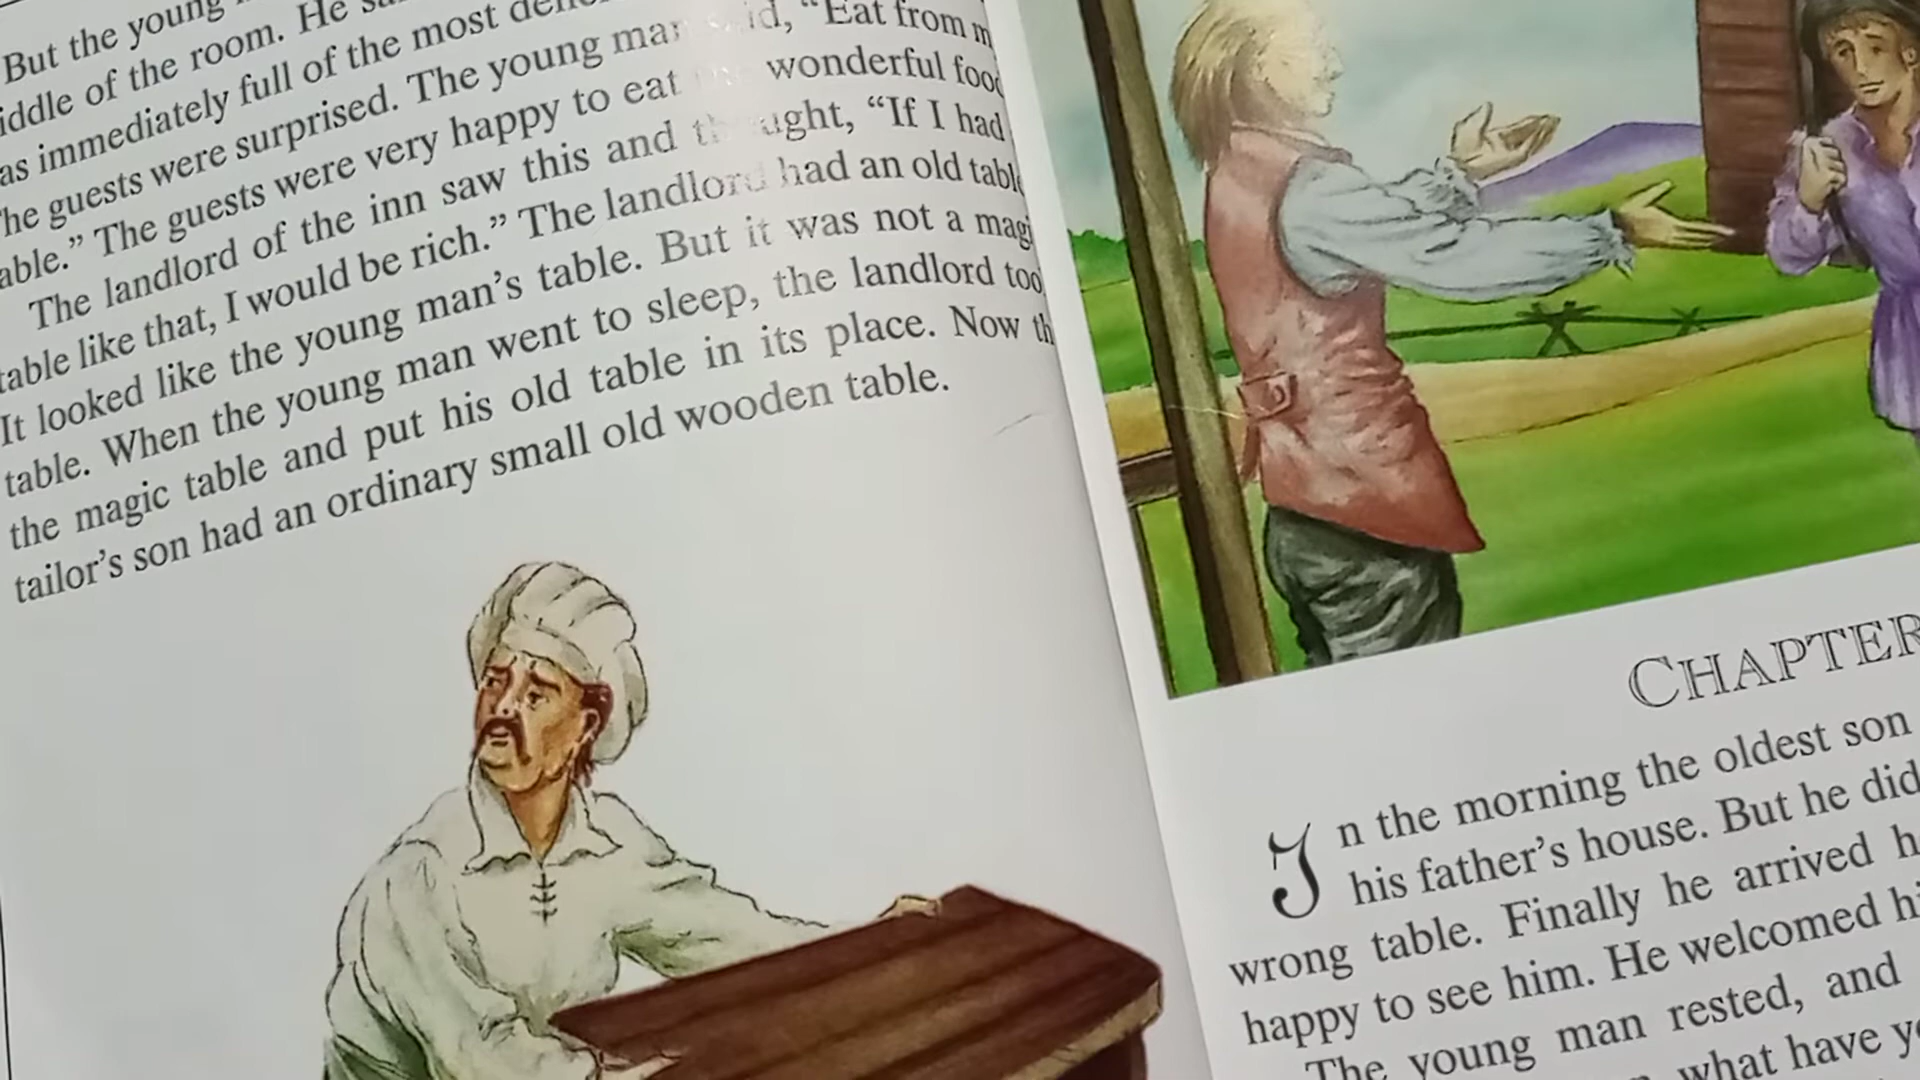 But the young
iddle of the room. He
as immediately full of the most
he guests were surprised. The young man said, “Eat from
able.” The guests were very happy to eat wonderful
The landlord of the inn saw this and thought, “If I had
table like that, I would be rich.” The landlord had an old
It looked like the young man’s table. But it was not a
table. When the young man went to sleep, the landlord
the magic table and put his old table in its place. Now
tailor’s son had an ordinary small old wooden table.
CHAPTER
In the morning the oldest son
his father’s house. But he did
wrong table. Finally he arrived
happy to see him. He welcomed
The young man rested, and
what have